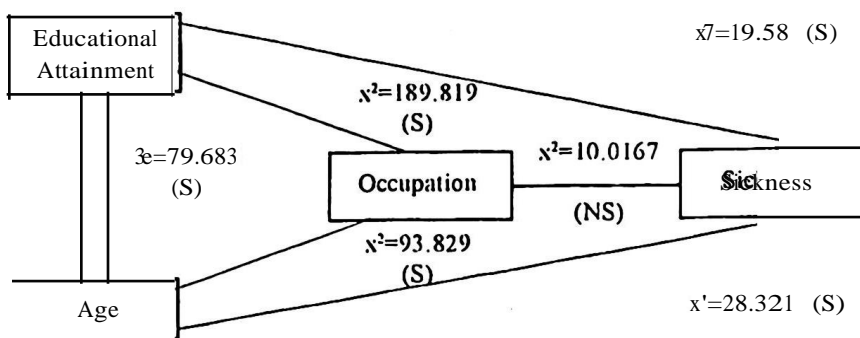 Educational
Attainment
x7=19.58 (S)
x²=189.819
(S)
3e=79.683
(S)
x²=10.0167
Occupation
Sickness
(NS)
x²=93.829
(S)
Age
x'=28.321 (S)